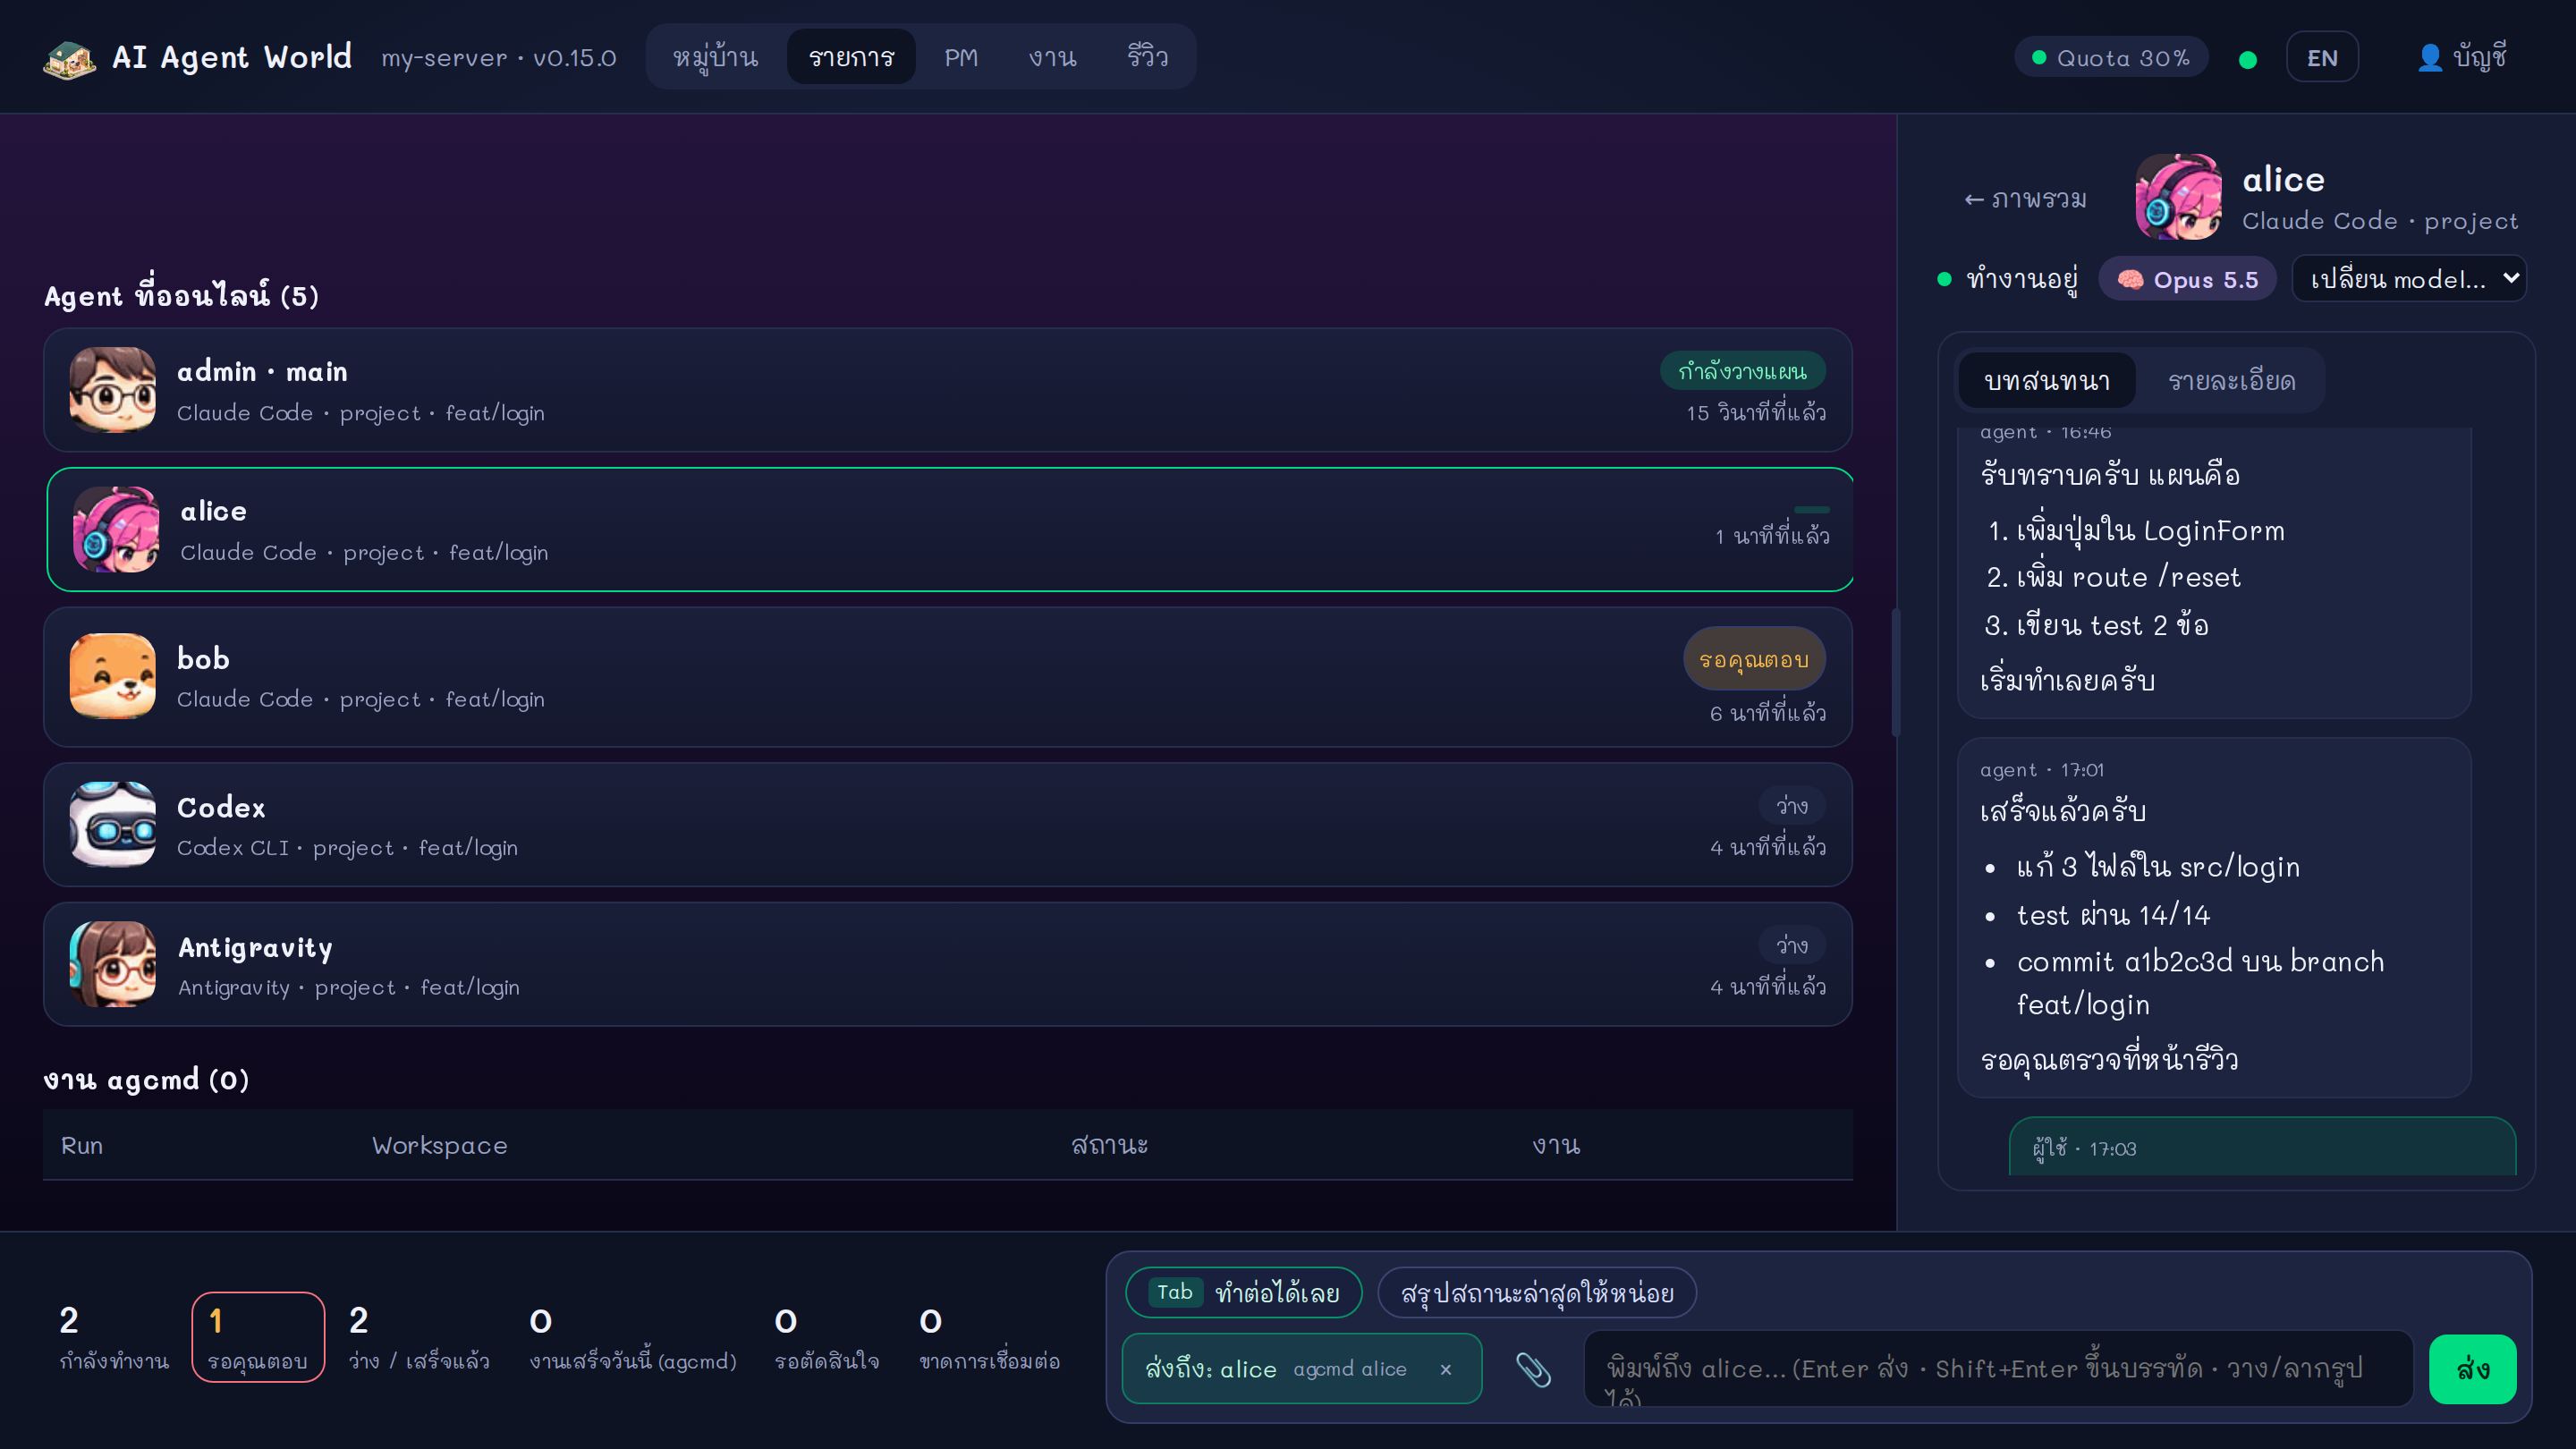 AI Agent World
my-server · v0.15.0
หมู่บ้าน
รายการ
PM
งาน
รีวิว
Quota 30%
EN
บัญชี
Agent ที่ออนไลน์ (5)
admin · main
Claude Code · project · feat/login
กำลังวางแผน
15 วินาทีที่แล้ว
alice
Claude Code · project · feat/login
1 นาทีที่แล้ว
bob
Claude Code · project · feat/login
รอคุณตอบ
6 นาทีที่แล้ว
Codex
Codex CLI · project · feat/login
ว่าง
4 นาทีที่แล้ว
Antigravity
Antigravity · project · feat/login
ว่าง
4 นาทีที่แล้ว
งาน agcmd (0)
Run Workspace สถานะ งาน
← ภาพรวม
alice
Claude Code · project
ทำงานอยู่
Opus 5.5
เปลี่ยน model...
บทสนทนา
รายละเอียด
agent · 16:46
รับทราบครับ แผนคือ
1. เพิ่มปุ่มใน LoginForm
2. เพิ่ม route /reset
3. เขียน test 2 ข้อ
เริ่มทำเลยครับ
agent · 17:01
เสร็จแล้วครับ
• แก้ 3 ไฟล์ใน src/login
• test ผ่าน 14/14
• commit a1b2c3d บน branch
feat/login
รอคุณตรวจที่หน้ารีวิว
ผู้ใช้ · 17:03
2
กำลังทำงาน
1
รอคุณตอบ
2
ว่าง / เสร็จแล้ว
0
งานเสร็จวันนี้ (agcmd)
0
รอตัดสินใจ
0
ขาดการเชื่อมต่อ
Tab ทำต่อได้เลย
สรุปสถานะล่าสุดให้หน่อย
ส่งถึง: alice agcmd alice ×
พิมพ์ถึง alice... (Enter ส่ง · Shift+Enter ขึ้นบรรทัด · วาง/ลากรูป
ได้)
ส่ง